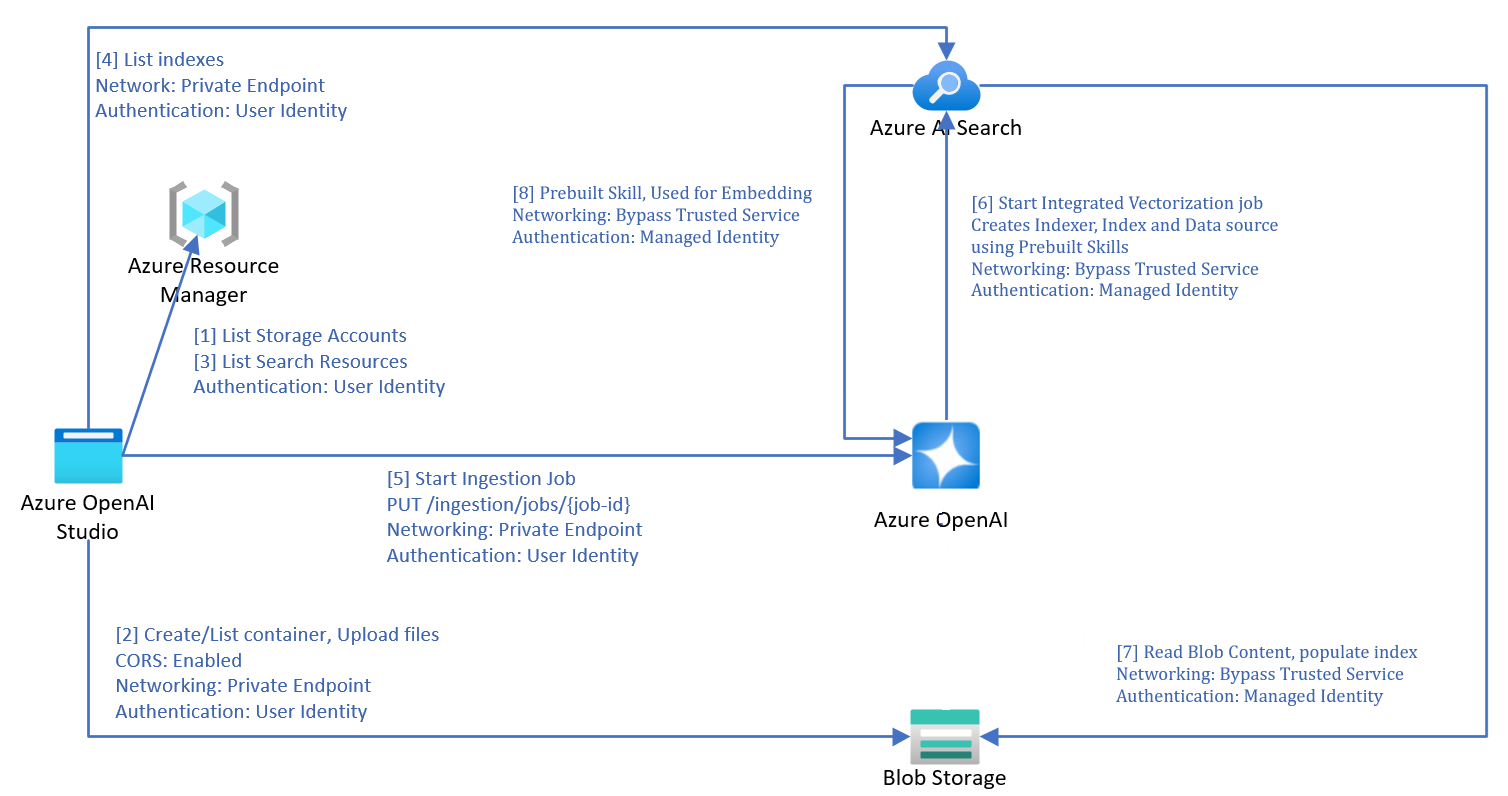 [4] List indexes
Network: Private Endpoint
Authentication: User Identity
Azure AI Search
Azure Resource
Manager
[8] Prebuilt Skill, Used for Embedding
Networking: Bypass Trusted Service
Authentication: Managed Identity
[6] Start Integrated Vectorization job
Creates Indexer, Index and Data source
using Prebuilt Skills
Networking: Bypass Trusted Service
Authentication: Managed Identity
[1] List Storage Accounts
[3] List Search Resources
Authentication: User Identity
Azure OpenAI
Studio
[5] Start Ingestion Job
PUT /ingestion/jobs/{job-id}
Networking: Private Endpoint
Authentication: User Identity
Azure OpenAI
[2] Create/List container, Upload files
CORS: Enabled
Networking: Private Endpoint
Authentication: User Identity
[7] Read Blob Content, populate index
Networking: Bypass Trusted Service
Authentication: Managed Identity
Blob Storage